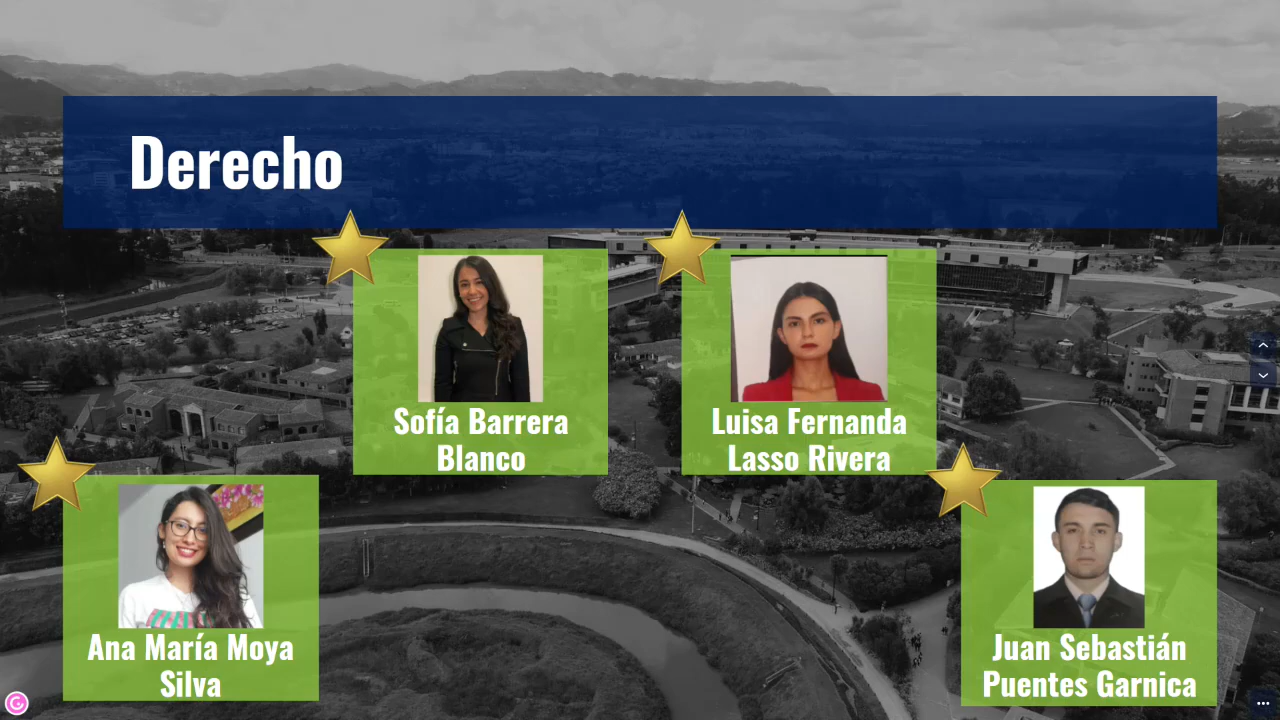 Derecho
Sofía Barrera
Blanco
Luisa Fernanda
Lasso Rivera
Ana María Moya
Silva
Juan Sebastián
Puentes Garnica